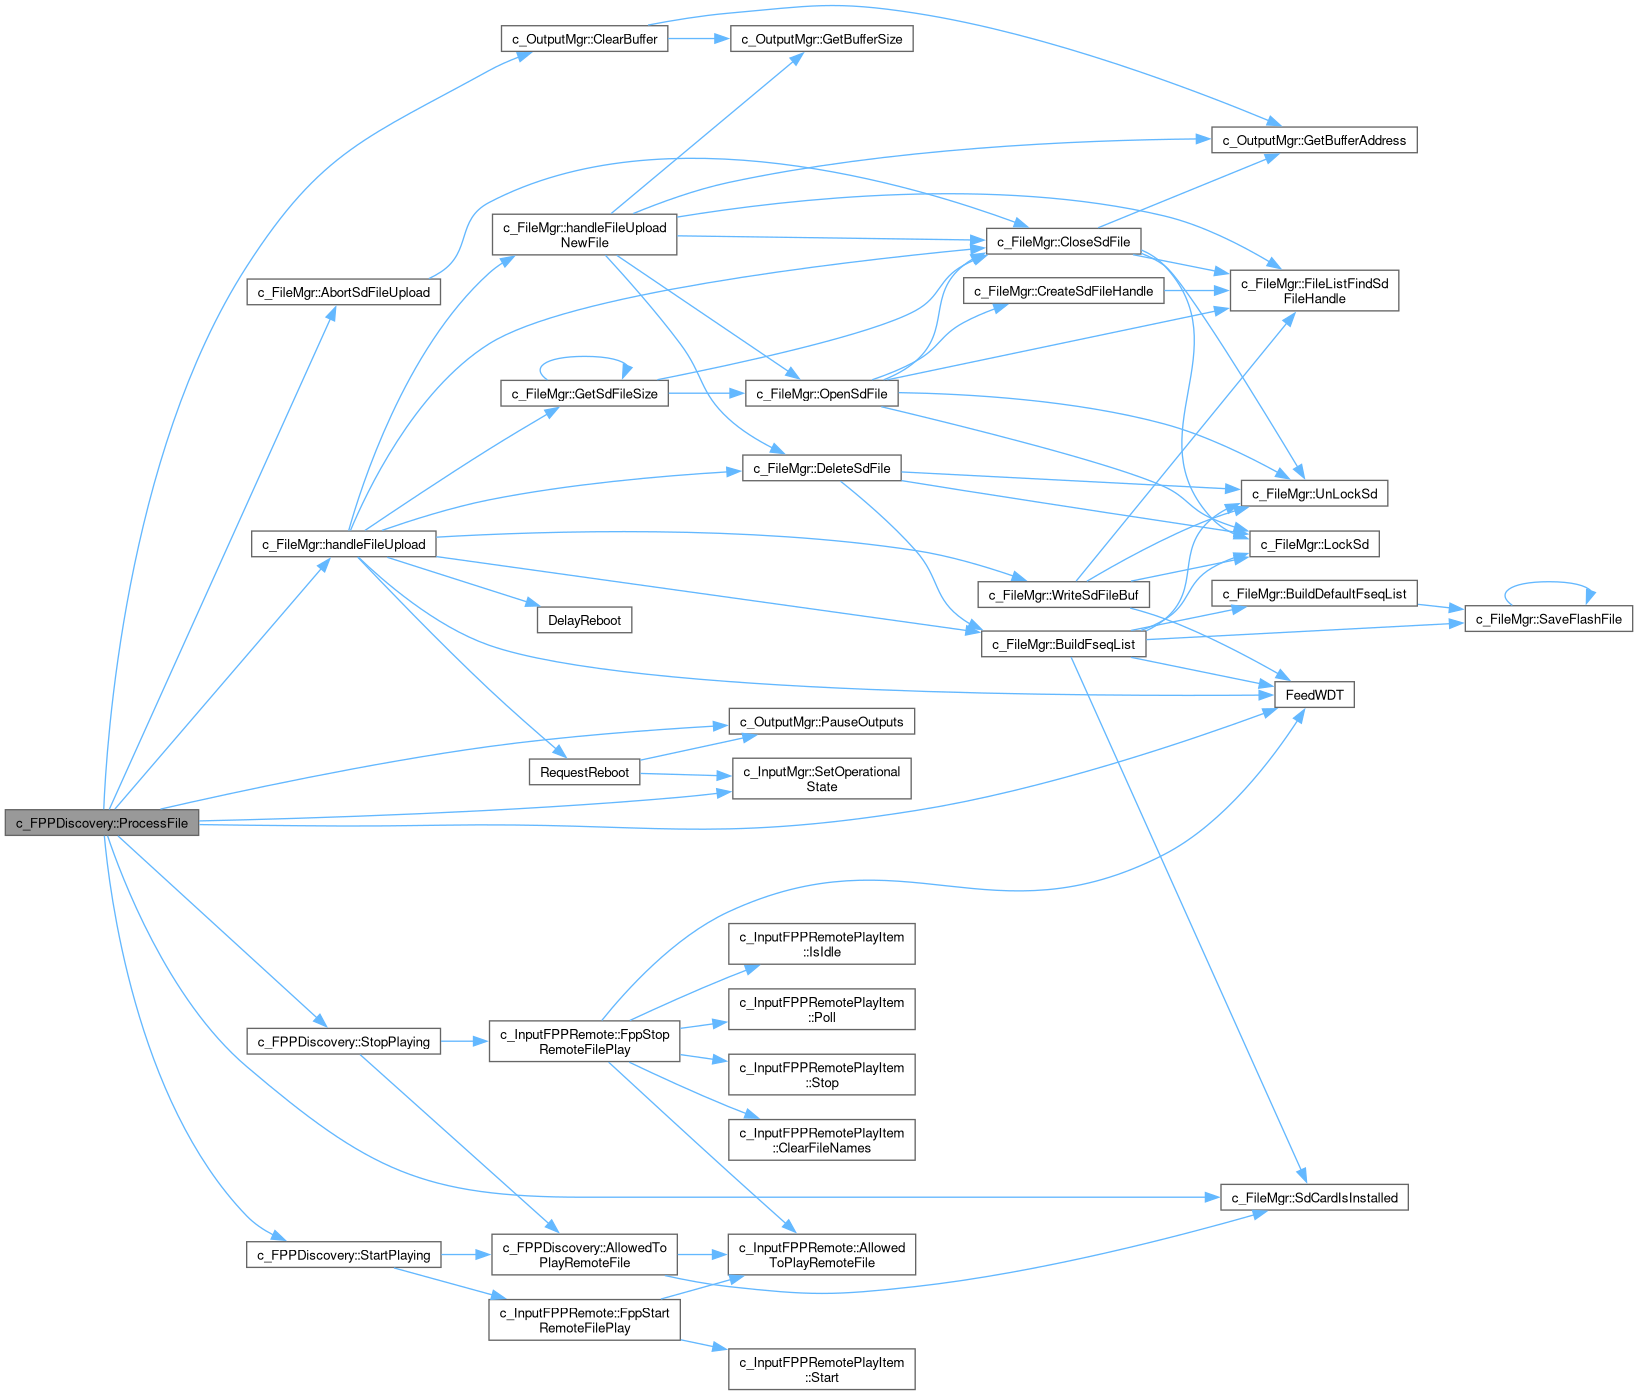 c_OutputMgr::ClearBuffer
c_OutputMgr::GetBufferSize
c_OutputMgr::GetBufferAddress
c_FileMgr::handleFileUpload
NewFile
c_FileMgr::CloseSdFile
c_FileMgr::AbortSdFileUpload
c_FileMgr::CreateSdFileHandle
c_FileMgr::FileListFindSd
FileHandle
c_FileMgr::GetSdFileSize
c_FileMgr::OpenSdFile
c_FileMgr::DeleteSdFile
c_FileMgr::UnLockSd
c_FileMgr::handleFileUpload
c_FileMgr::LockSd
c_FileMgr::WriteSdFileBuf
c_FileMgr::BuildDefaultFseqList
DelayReboot
c_FileMgr::SaveFlashFile
c_FileMgr::BuildFseqList
FeedWDT
c_OutputMgr::PauseOutputs
RequestReboot
c_InputMgr::SetOperational
State
c_FPPDiscovery::ProcessFile
c_InputFPPRemotePlayItem
::IsIdle
c_InputFPPRemotePlayItem
::Poll
c_FPPDiscovery::StopPlaying
c_InputFPPRemote::FppStop
RemoteFilePlay
c_InputFPPRemotePlayItem
::Stop
c_InputFPPRemotePlayItem
::ClearFileNames
c_FileMgr::SdCardIsInstalled
c_FPPDiscovery::StartPlaying
c_FPPDiscovery::AllowedTo
PlayRemoteFile
c_InputFPPRemote::Allowed
ToPlayRemoteFile
c_InputFPPRemote::FppStart
RemoteFilePlay
c_InputFPPRemotePlayItem
::Start